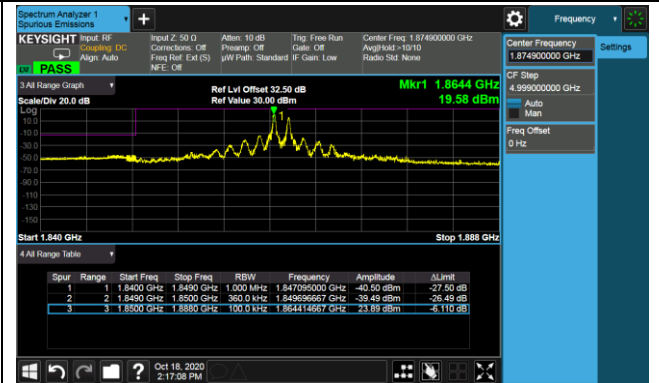 Spectrum Analyzer 1
Spurious Emissions
Frequency
KEYSIGHT Input: RF
Coupling: DC
Align: Auto
Input Z: 50 Ω
Corrections: Off
Freq Ref: Ext (S)
NFE: Off
Atten: 10 dB
Preamp: Off
µW Path: Standard
Trig: Free Run
Gate: Off
IF Gain: Low
Center Freq: 1.874900000 GHz
Avg|Hold:>10/10
Radio Std: None
PASS
Center Frequency
1.874900000 GHz
Settings
CF Step
4.999000000 GHz
Auto
Man
Freq Offset
0 Hz
3 All Range Graph
Scale/Div 20.0 dB
Ref Lvl Offset 32.50 dB
Ref Value 30.00 dBm
Mkr1 1.8644 GHz
19.58 dBm
Log
10.0
-10.0
-30.0
-50.0
-70.0
-90.0
-110
-130
-150
1
Start 1.840 GHz
Stop 1.888 GHz
4 All Range Table
Spur Range Start Freq Stop Freq RBW Frequency Amplitude ΔLimit
1 1 1.8400 GHz 1.8490 GHz 1.000 MHz 1.847095000 GHz -40.50 dBm -27.50 dB
2 2 1.8490 GHz 1.8500 GHz 360.0 kHz 1.849696667 GHz -39.49 dBm -26.49 dB
3 3 1.8500 GHz 1.8880 GHz 100.0 kHz 1.864414667 GHz 23.89 dBm -6.110 dB
Oct 18, 2020
2:17:08 PM